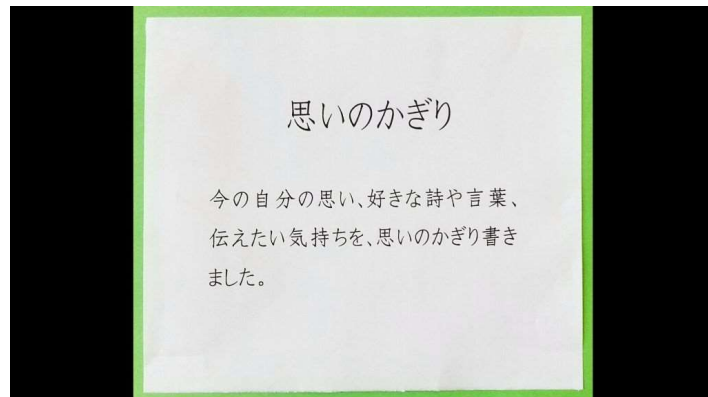 思いのかぎり
今の自分の思い、好きな詩や言葉、
伝えたい気持ちを、思いのかぎり書き
ました。